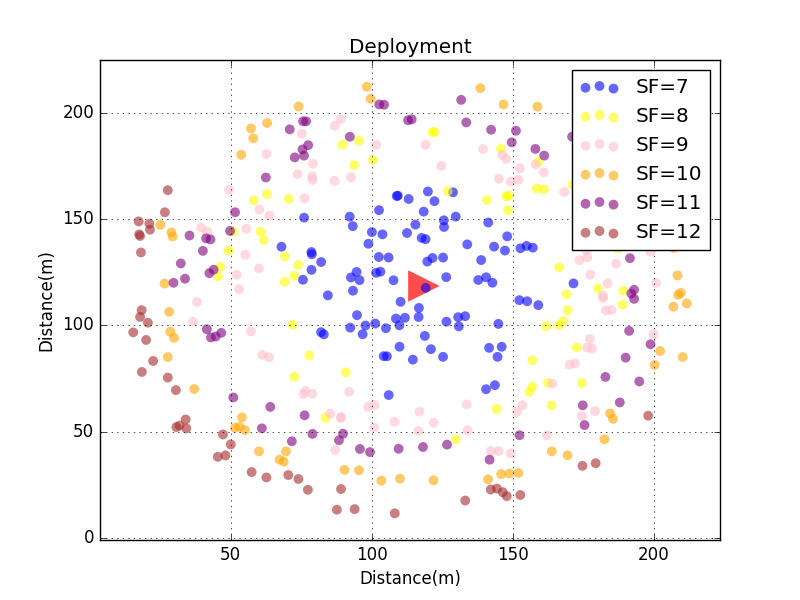 Deployment
SF=7
SF=8
SF=9
SF=10
SF=11
SF=12
200
150
100
50
0
Distance(m)
50
100
150
200
Distance(m)